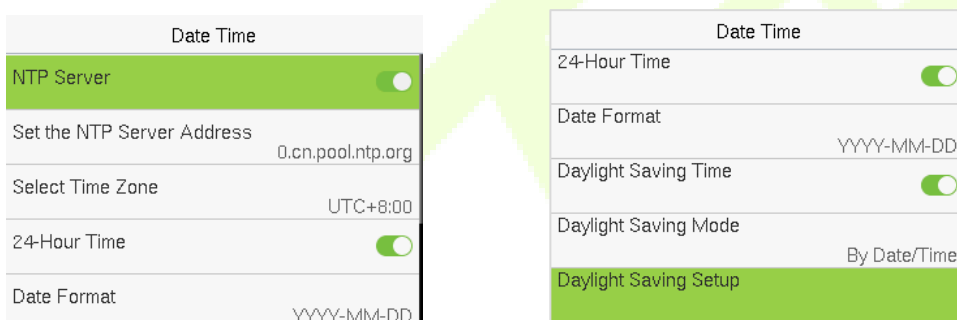 Date Time
NTP Server
Set the NTP Server Address
0.cn.pool.ntp.org
Select Time Zone
UTC+8:00
24-Hour Time
Date Format
YYYY-MM-DD
Date Time
24-Hour Time
Date Format
YYYY-MM-DD
Daylight Saving Time
Daylight Saving Mode
By Date/Time
Daylight Saving Setup